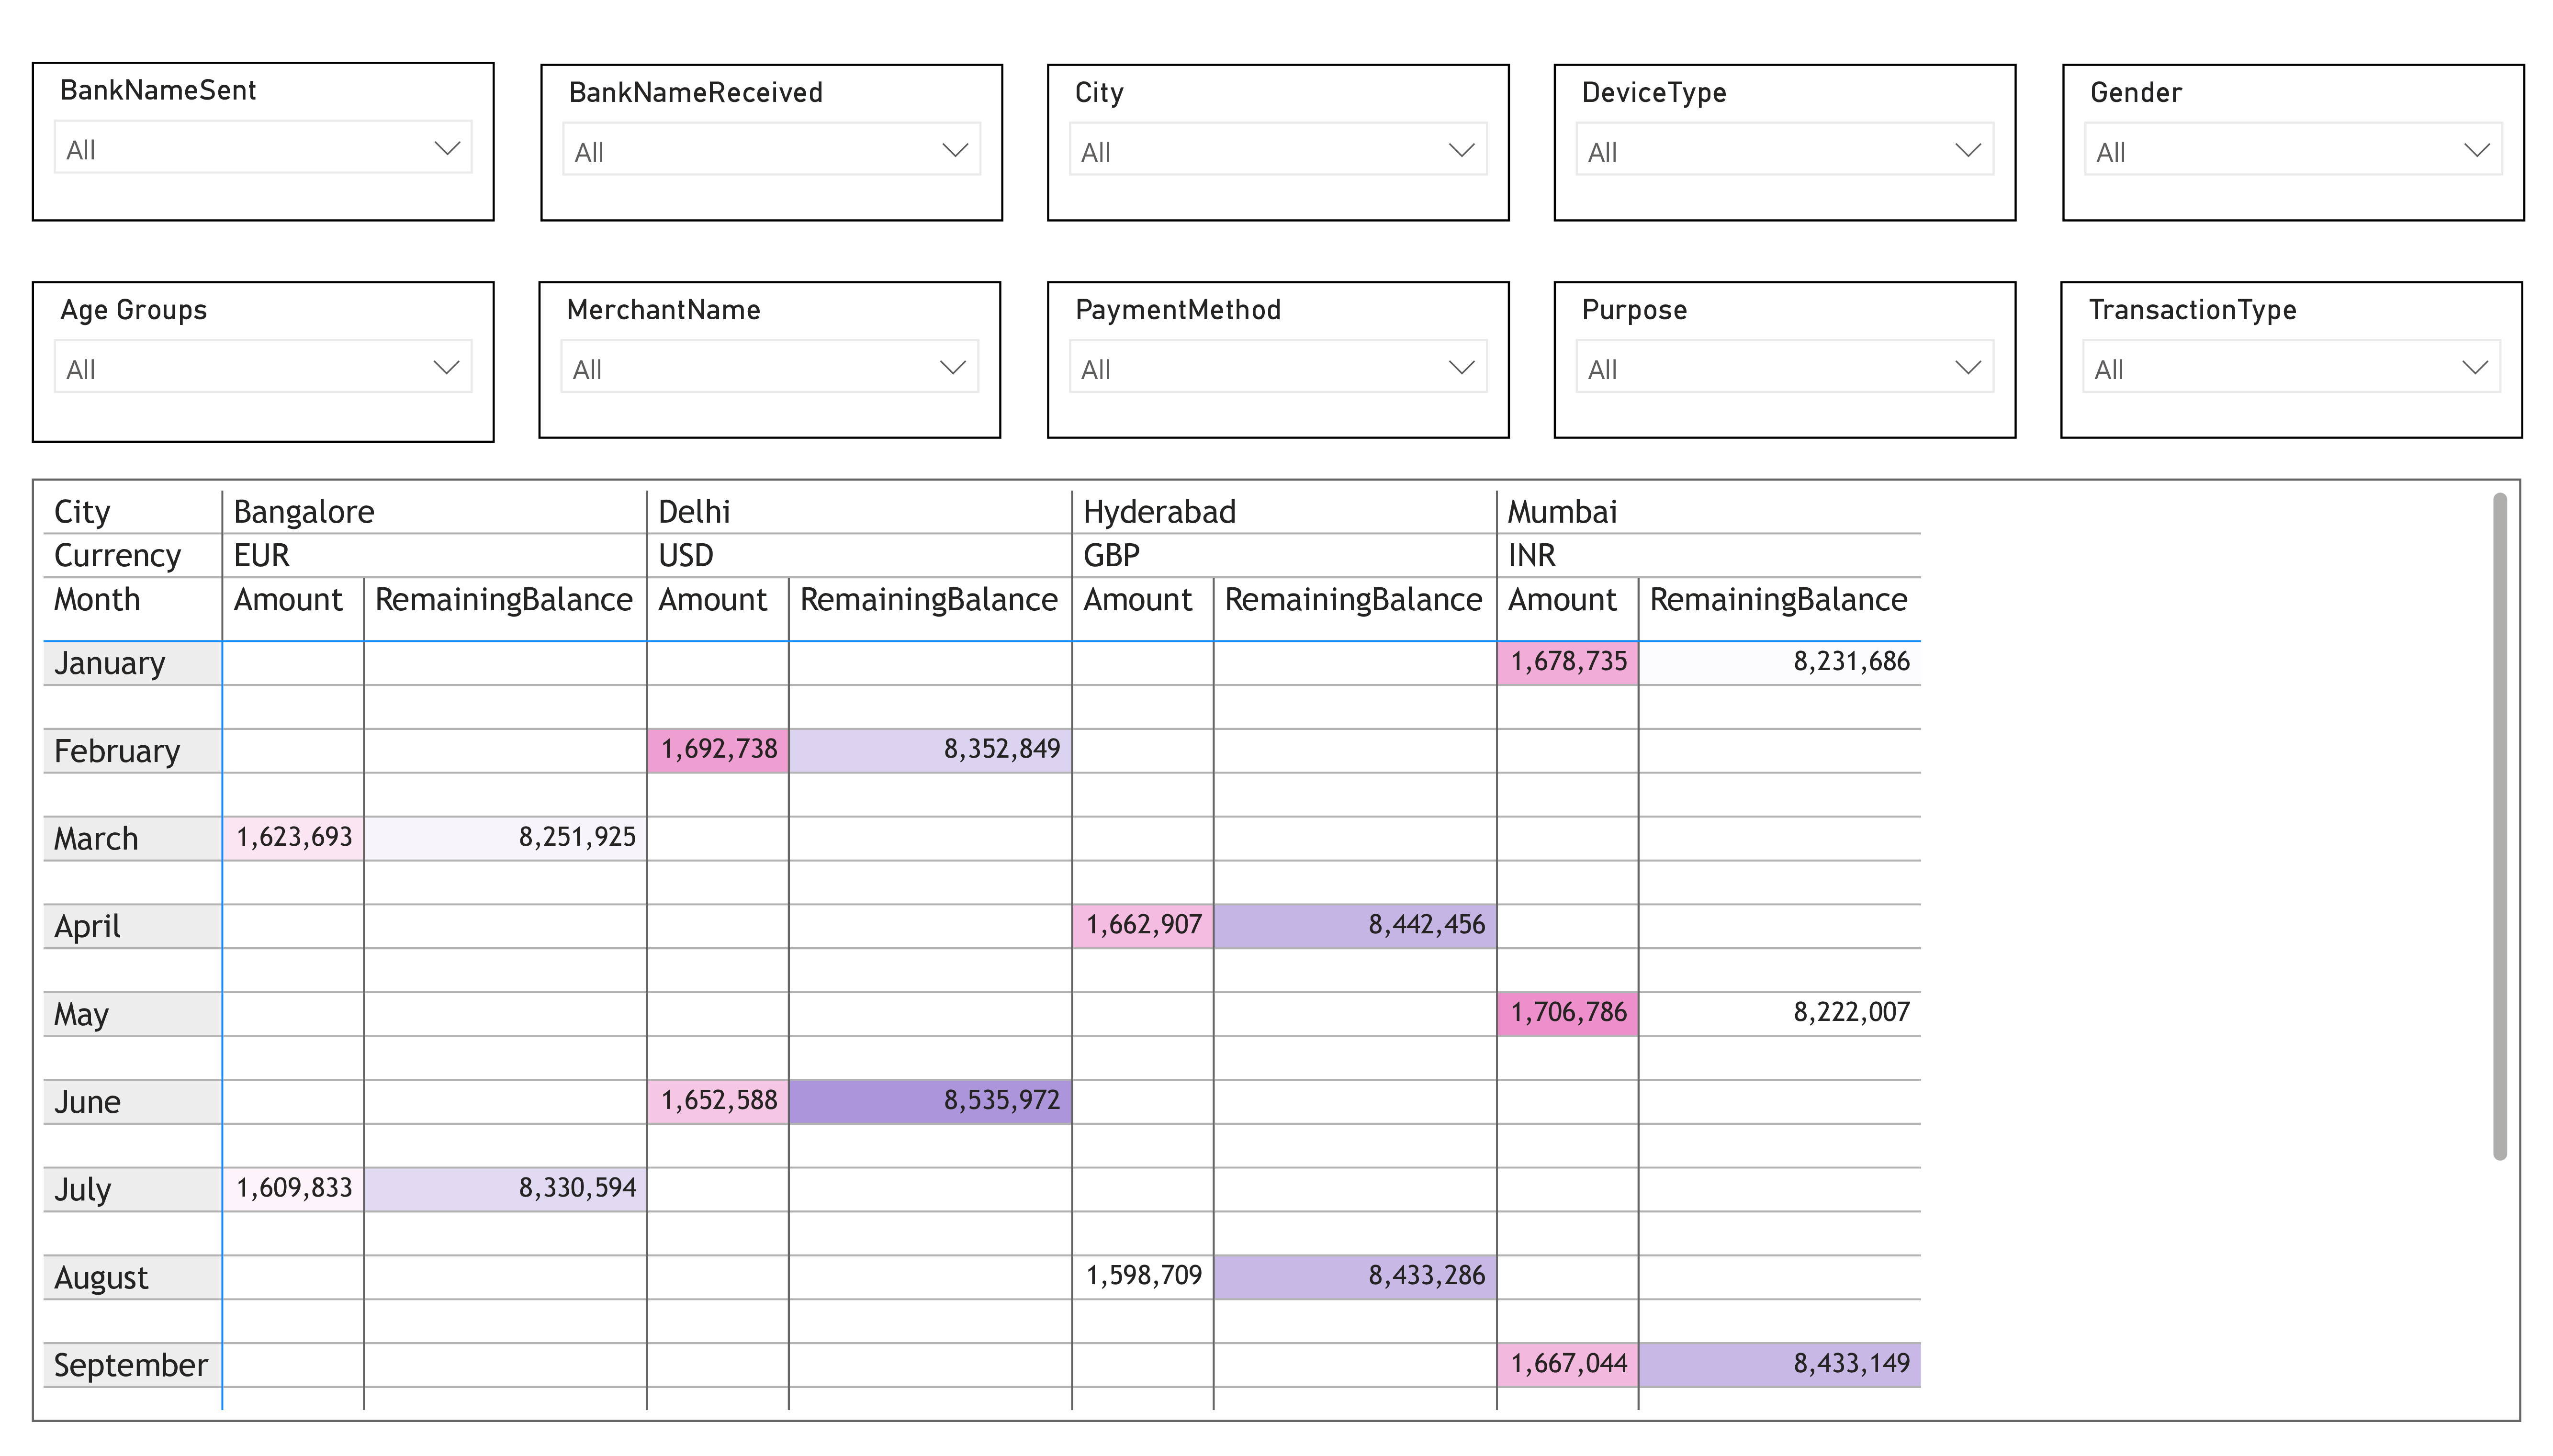 BankNameSent BankNameReceived City DeviceType Gender
All All All All All
Age Groups MerchantName PaymentMethod Purpose TransactionType
All All All All All
City Bangalore Delhi Hyderabad Mumbai
Currency EUR USD GBP INR
Month Amount RemainingBalance Amount RemainingBalance Amount RemainingBalance Amount RemainingBalance
January 1,678,735 8,231,686
February 1,692,738 8,352,849
March 1,623,693 8,251,925
April 1,662,907 8,442,456
May 1,706,786 8,222,007
June 1,652,588 8,535,972
July 1,609,833 8,330,594
August 1,598,709 8,433,286
September 1,667,044 8,433,149